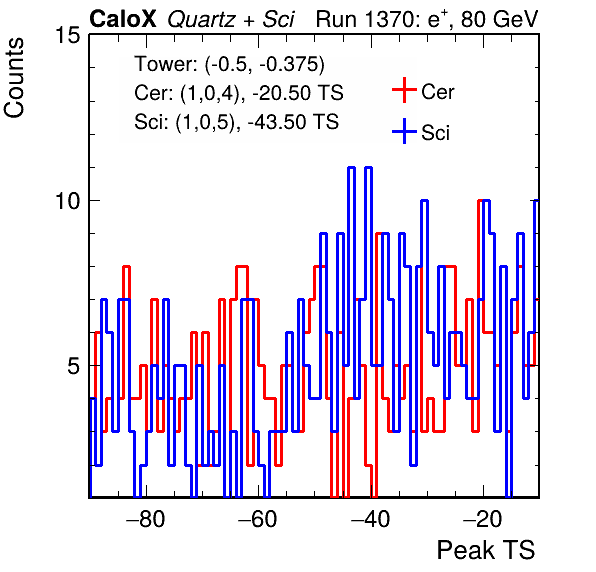 CaloX Quartz + Sci Run 1370: e+, 80 GeV
Counts
15
10
5
Tower: (-0.5, -0.375)
Cer: (1,0,4), -20.50 TS
Sci: (1,0,5), -43.50 TS
Cer
Sci
−80 −60 −40 −20
Peak TS